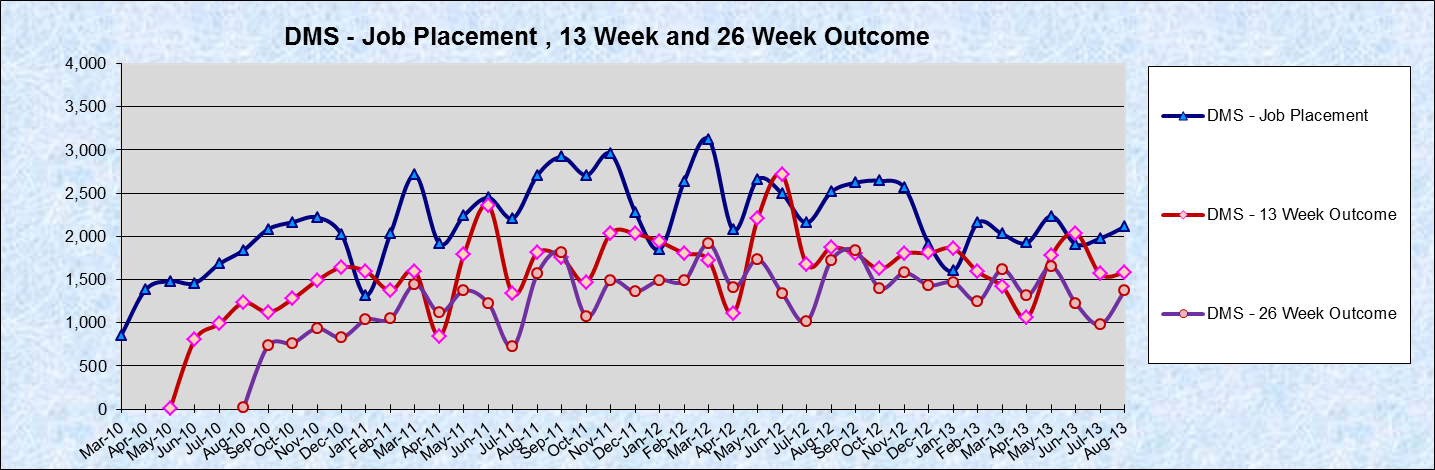 DMS - Job Placement , 13 Week and 26 Week Outcome
4,000
3,500
3,000
2,500
2,000
1,500
1,000
500
0
Mar-10
Apr-10
May-10
Jun-10
Jul-10
Aug-10
Sep-10
Oct-10
Nov-10
Dec-10
Jan-11
Feb-11
Mar-11
Apr-11
May-11
Jun-11
Jul-11
Aug-11
Sep-11
Oct-11
Nov-11
Dec-11
Jan-12
Feb-12
Mar-12
Apr-12
May-12
Jun-12
Jul-12
Aug-12
Sep-12
Oct-12
Nov-12
Dec-12
Jan-13
Feb-13
Mar-13
Apr-13
May-13
Jun-13
Jul-13
Aug-13
DMS - Job Placement
DMS - 13 Week Outcome
DMS - 26 Week Outcome